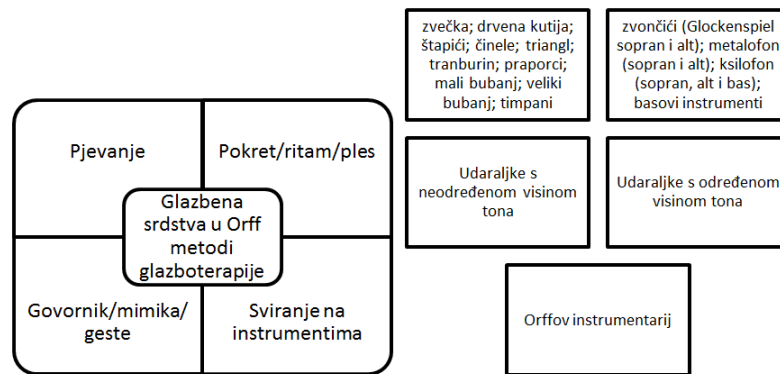 Pjevanje
Pokret/ritam/ples
Glazbena
srdstva u Orff
metodi
glazboterapije
Govornik/mimika/
geste
Sviranje na
instrumentima
zvečka; drvena kutija;
štapići; činele; triangl;
tranburin; praporci;
mali bubanj; veliki
bubanj; timpani
zvončići (Glockenspiel
sopran i alt); metalofon
(sopran i alt); ksilofon
(sopran, alt i bas);
basovi instrumenti
Udaraljke s
neodređenom visinom
tona
Udaraljke s određenom
visinom tona
Orffov instrumentarij